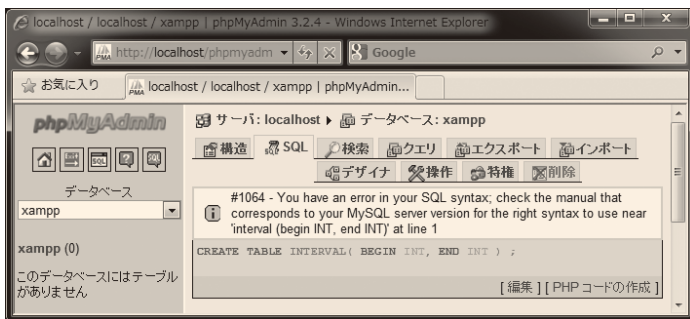 localhost / localhost / xampp | phpMyAdmin 3.2.4 - Windows Internet Explorer
http://localhost/phpmyadm
Google
お気に入り
localhost / localhost / xampp | phpMyAdmin...
phpMyAdmin
データベース
xampp
xampp (0)
このデータベースにはテーブル
がありません
サーバ: localhost ▶ データベース: xampp
構造 SQL 検索 クエリ エクスポート インポート
デザイナ 操作 特権 削除
#1064 - You have an error in your SQL syntax; check the manual that
corresponds to your MySQL server version for the right syntax to use near
'interval (begin INT, end INT)' at line 1
CREATE TABLE INTERVAL( BEGIN INT, END INT ) ;
[ 編集 ] [ PHP コードの作成 ]